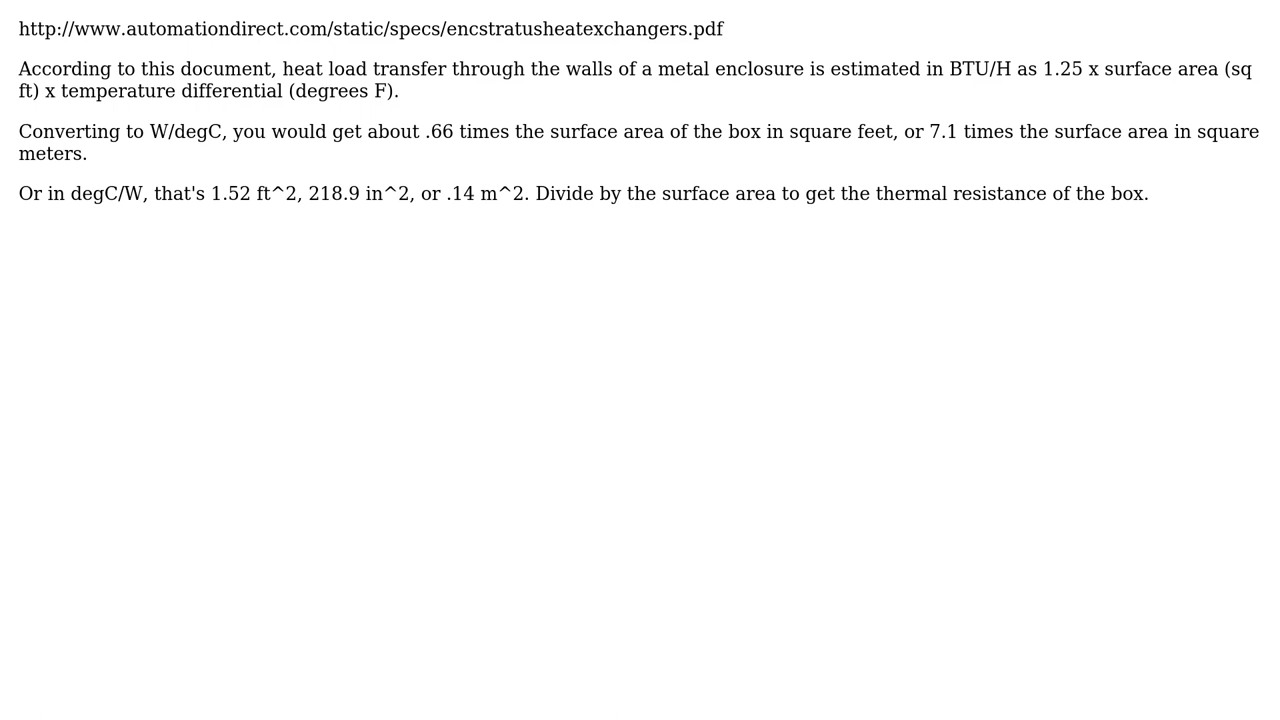 http://www.automationdirect.com/static/specs/encstratusheatexchangers.pdf
According to this document, heat load transfer through the walls of a metal enclosure is estimated in BTU/H as 1.25 x surface area (sq
ft) x temperature differential (degrees F).
Converting to W/degC, you would get about .66 times the surface area of the box in square feet, or 7.1 times the surface area in square
meters.
Or in degC/W, that's 1.52 ft^2, 218.9 in^2, or .14 m^2. Divide by the surface area to get the thermal resistance of the box.